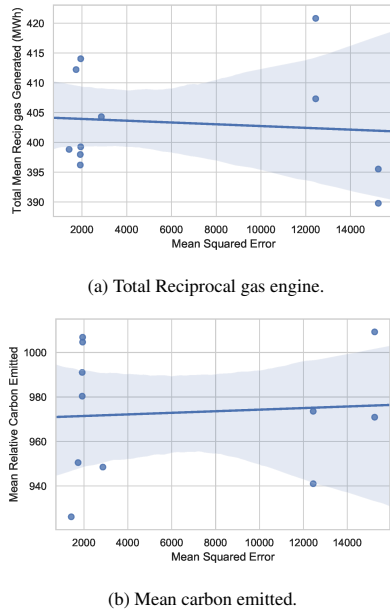 Total Mean Recip gas Generated (MWh)
420
415
410
405
400
395
390
2000 4000 6000 8000 10000 12000 14000
Mean Squared Error
(a) Total Reciprocal gas engine.
Mean Relative Carbon Emitted
1000
980
960
940
2000 4000 6000 8000 10000 12000 14000
Mean Squared Error
(b) Mean carbon emitted.